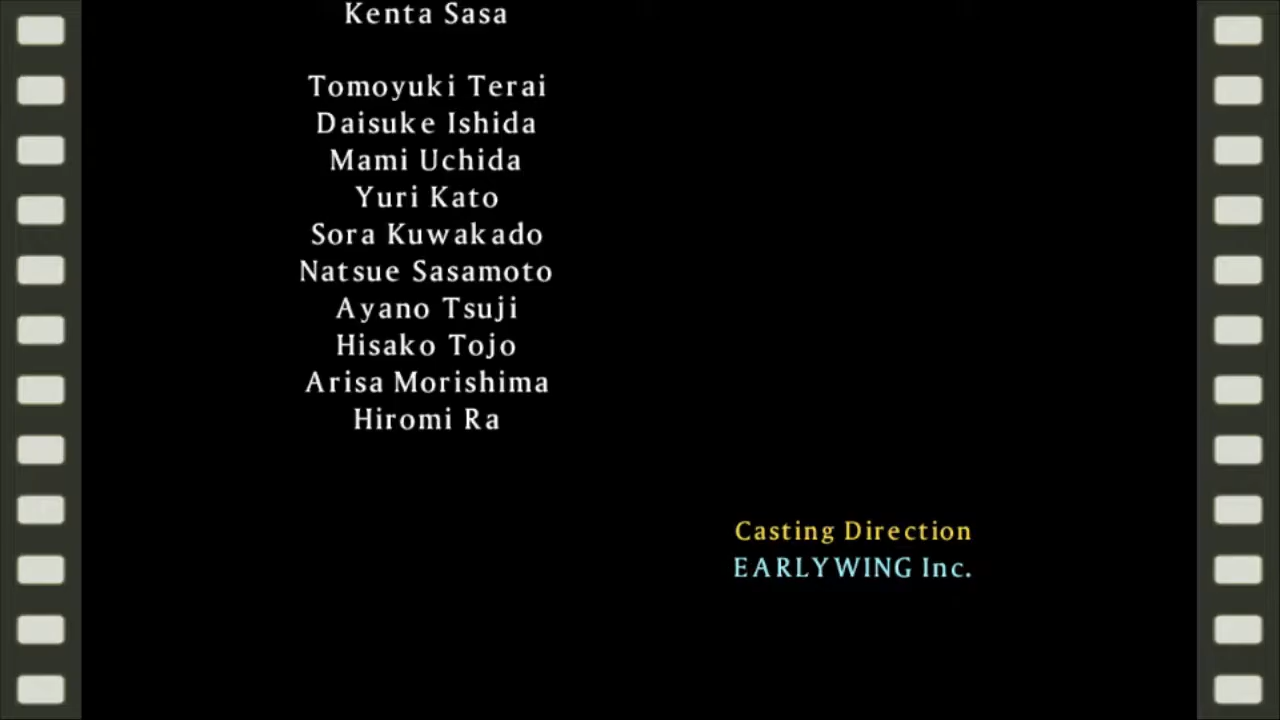 Kenta Sasa
Tomoyuki Terai
Daisuke Ishida
Mami Uchida
Yuri Kato
Sora Kuwakado
Natsue Sasamoto
Ayano Tsuji
Hisako Tojo
Arisa Morishima
Hiromi Ra
Casting Direction
EARLYWING Inc.